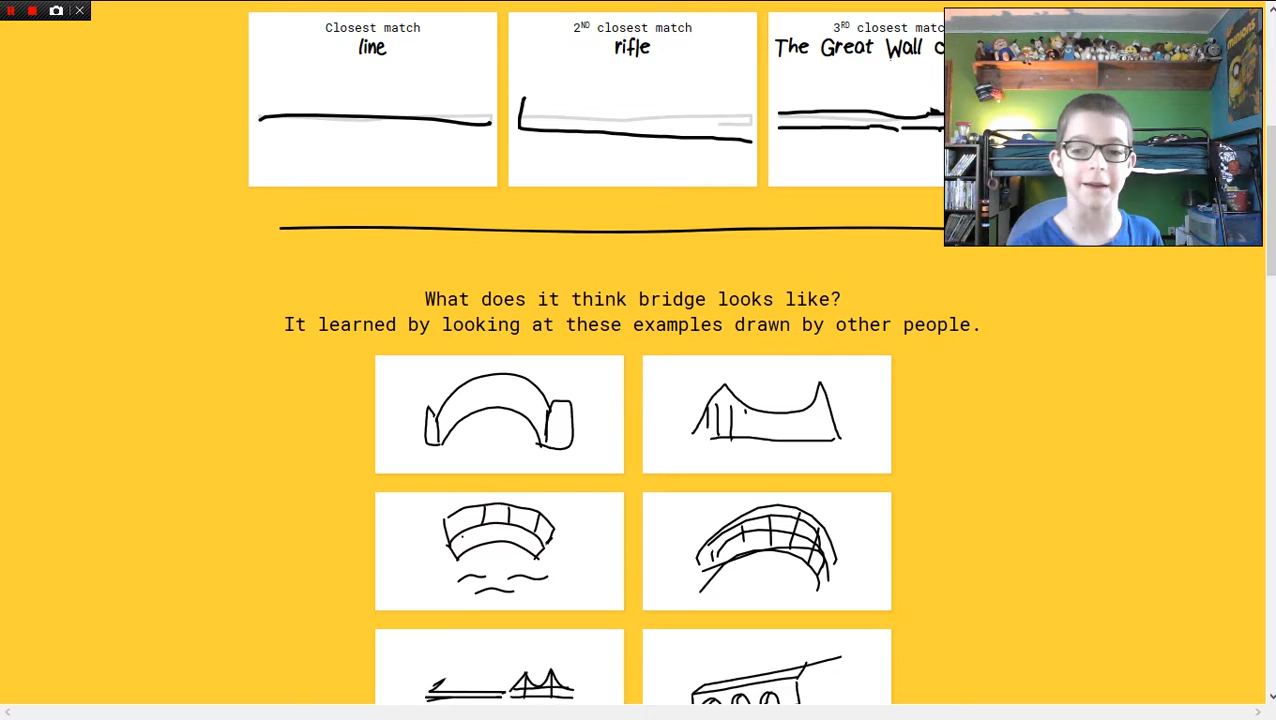 Closest match
line
2ND closest match
rifle
3RD closest
The Great Wall
What does it think bridge looks like?
It learned by looking at these examples drawn by other people.